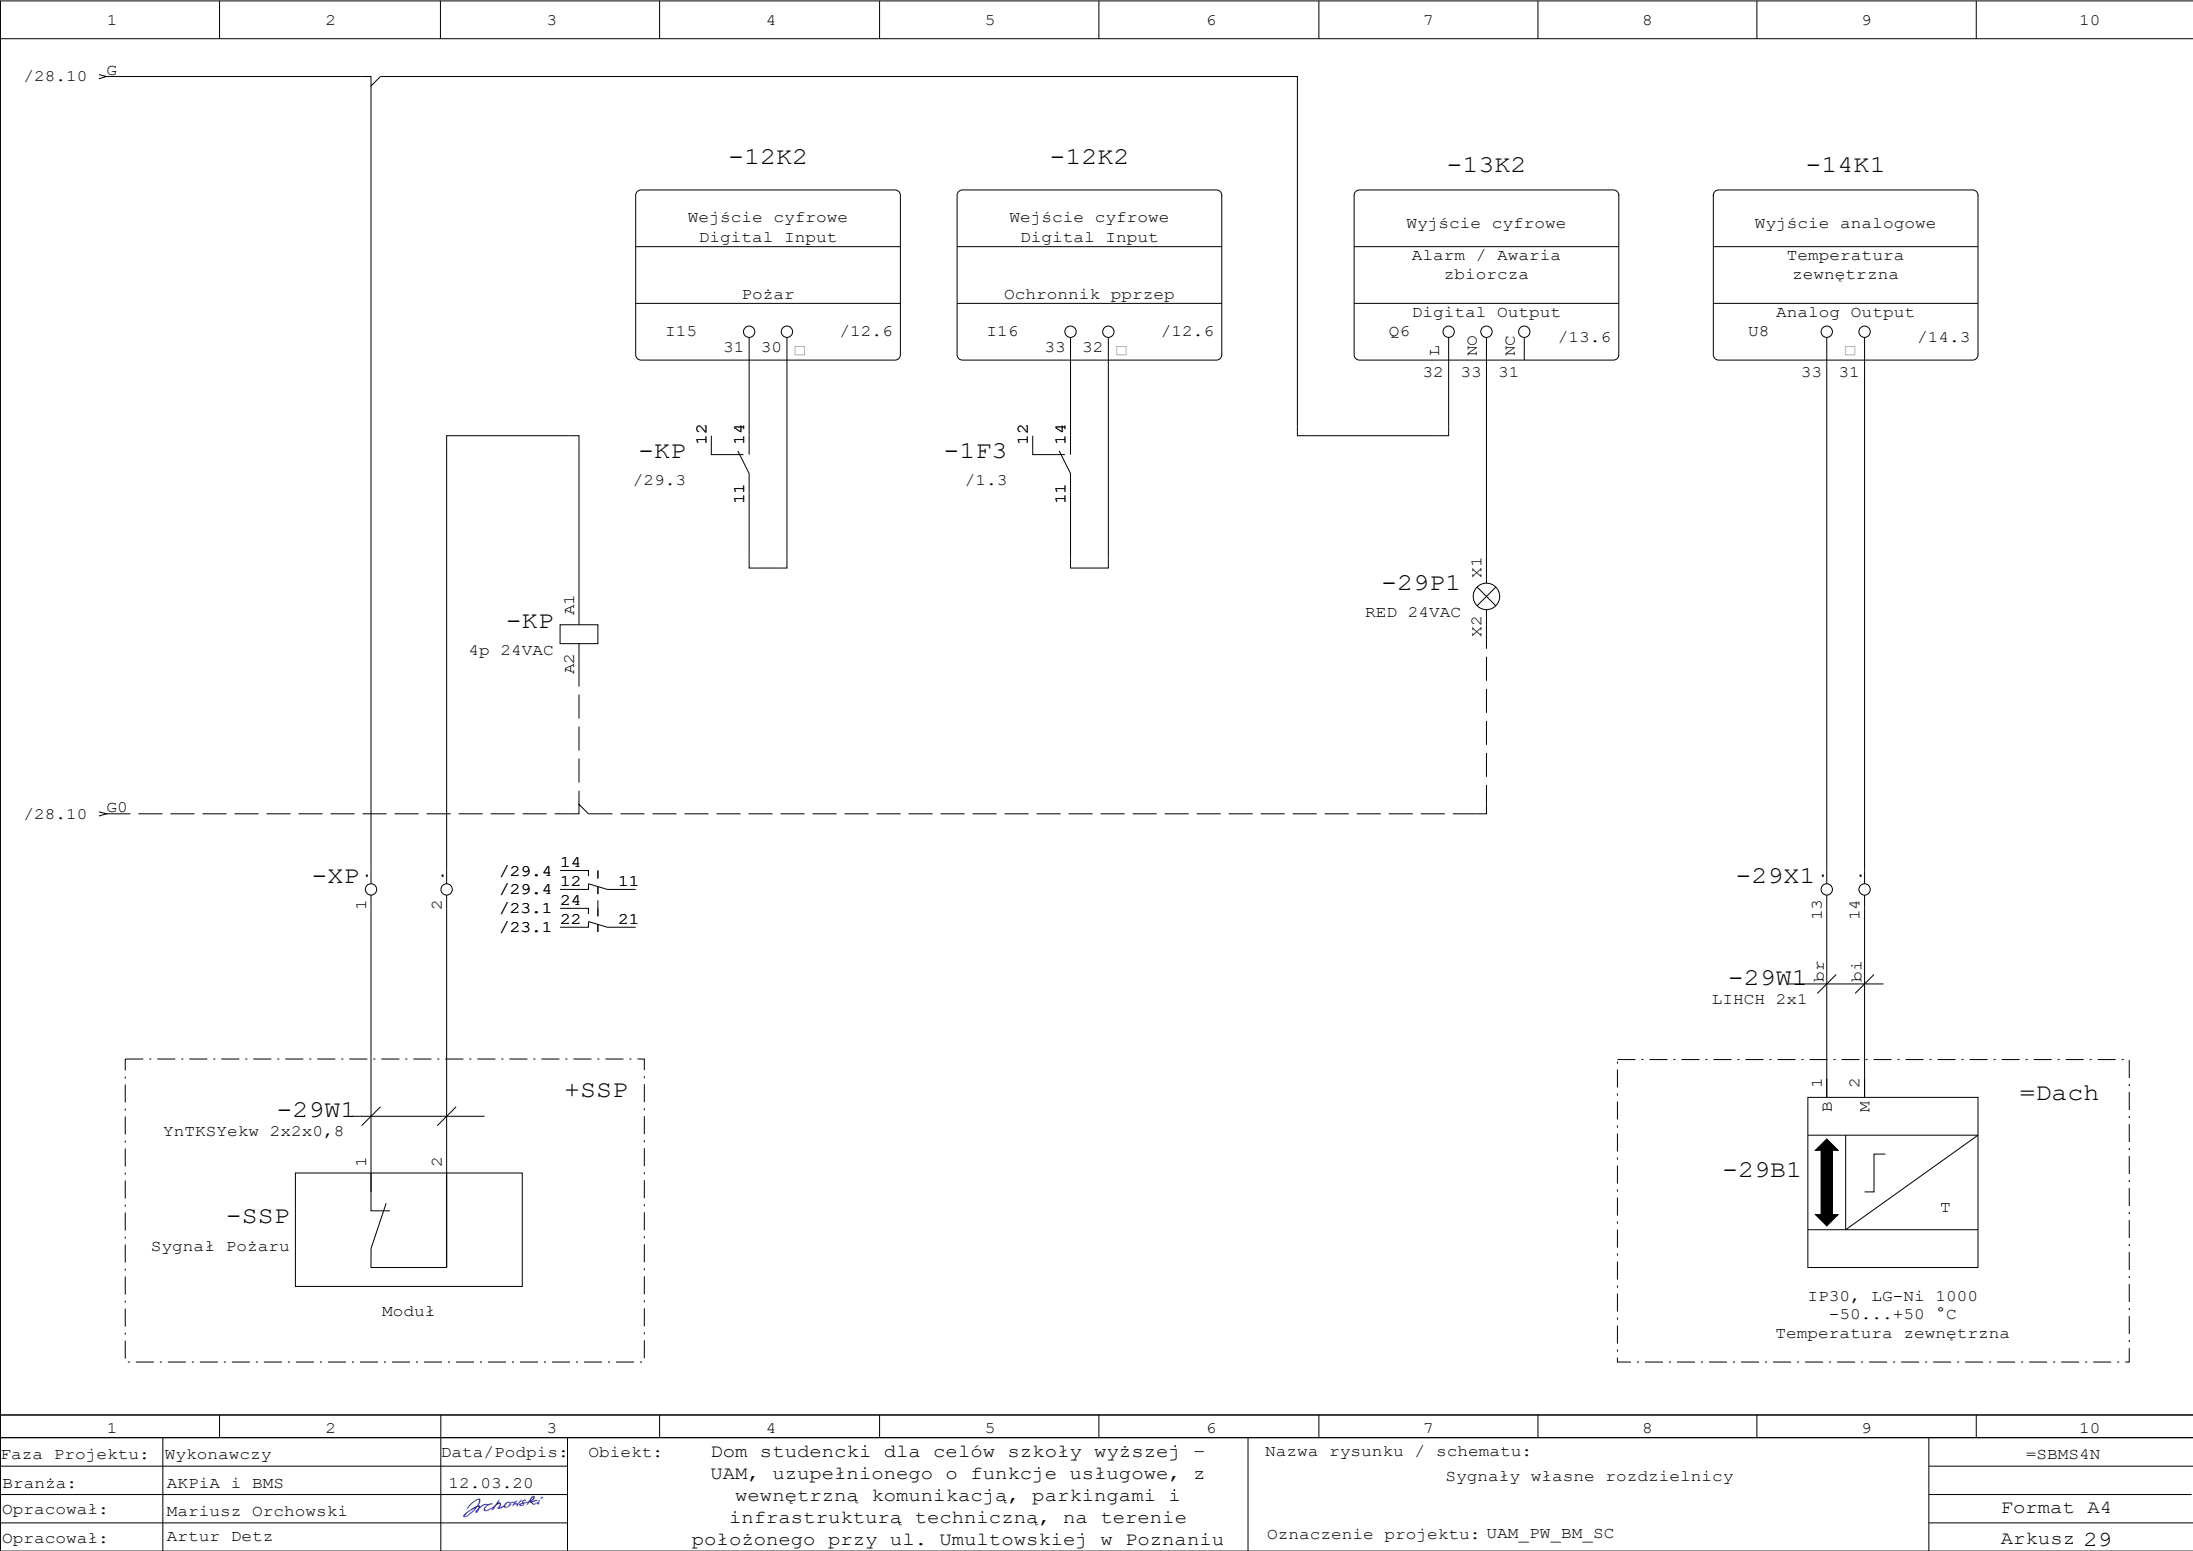 1 2 3 4 5 6 7 8 9 10
/28.10 G
-12K2
Wejście cyfrowe
Digital Input
Pożar
I15 /12.6
31 30
-12K2
Wejście cyfrowe
Digital Input
Ochronnik pprzep
I16 /12.6
33 32
-13K2
Wyjście cyfrowe
Alarm / Awaria
zbiorcza
Digital Output
Q6 /13.6
L NO NC
32 33 31
-14K1
Wyjście analogowe
Temperatura
zewnętrzna
Analog Output
U8 /14.3
33 31
12 14
-KP
/29.3
11
12 14
-1F3
/1.3
11
A1
-KP
4p 24VAC
A2
X1
-29P1
RED 24VAC
X2
/28.10 G0
-XP
1 2
/29.4 14
/29.4 12 11
/23.1 24
/23.1 22 21
-29X1
13 14
-29W1 br bi
LIHCH 2x1
+SSP
-29W1
YnTKSYekw 2x2x0,8
1 2
-SSP
Sygnał Pożaru
Moduł
=Dach
1 2
B M
-29B1
T
IP30, LG-Ni 1000
-50...+50 °C
Temperatura zewnętrzna
1 2 3 4 5 6 7 8 9 10
Faza Projektu: Wykonawczy Data/Podpis:
Branża: AKPiA i BMS 12.03.20
Opracował: Mariusz Orchowski Orchowski
Opracował: Artur Detz
Obiekt: Dom studencki dla celów szkoły wyższej -
UAM, uzupełnionego o funkcje usługowe, z
wewnętrzną komunikacją, parkingami i
infrastrukturą techniczną, na terenie
położonego przy ul. Umultowskiej w Poznaniu
Nazwa rysunku / schematu:
Sygnały własne rozdzielnicy
Oznaczenie projektu: UAM_PW_BM_SC
=SBMS4N
Format A4
Arkusz 29